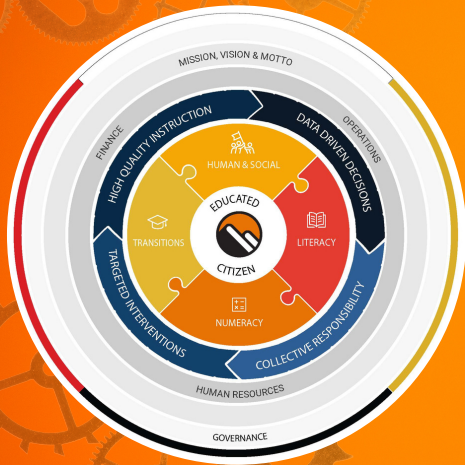 MISSION, VISION & MOTTO
FINANCE
OPERATIONS
HIGH QUALITY INSTRUCTION
DATA DRIVEN DECISIONS
HUMAN & SOCIAL
EDUCATED
TRANSITIONS
LITERACY
CITIZEN
TARGETED INTERVENTIONS
COLLECTIVE RESPONSIBILITY
NUMERACY
HUMAN RESOURCES
GOVERNANCE